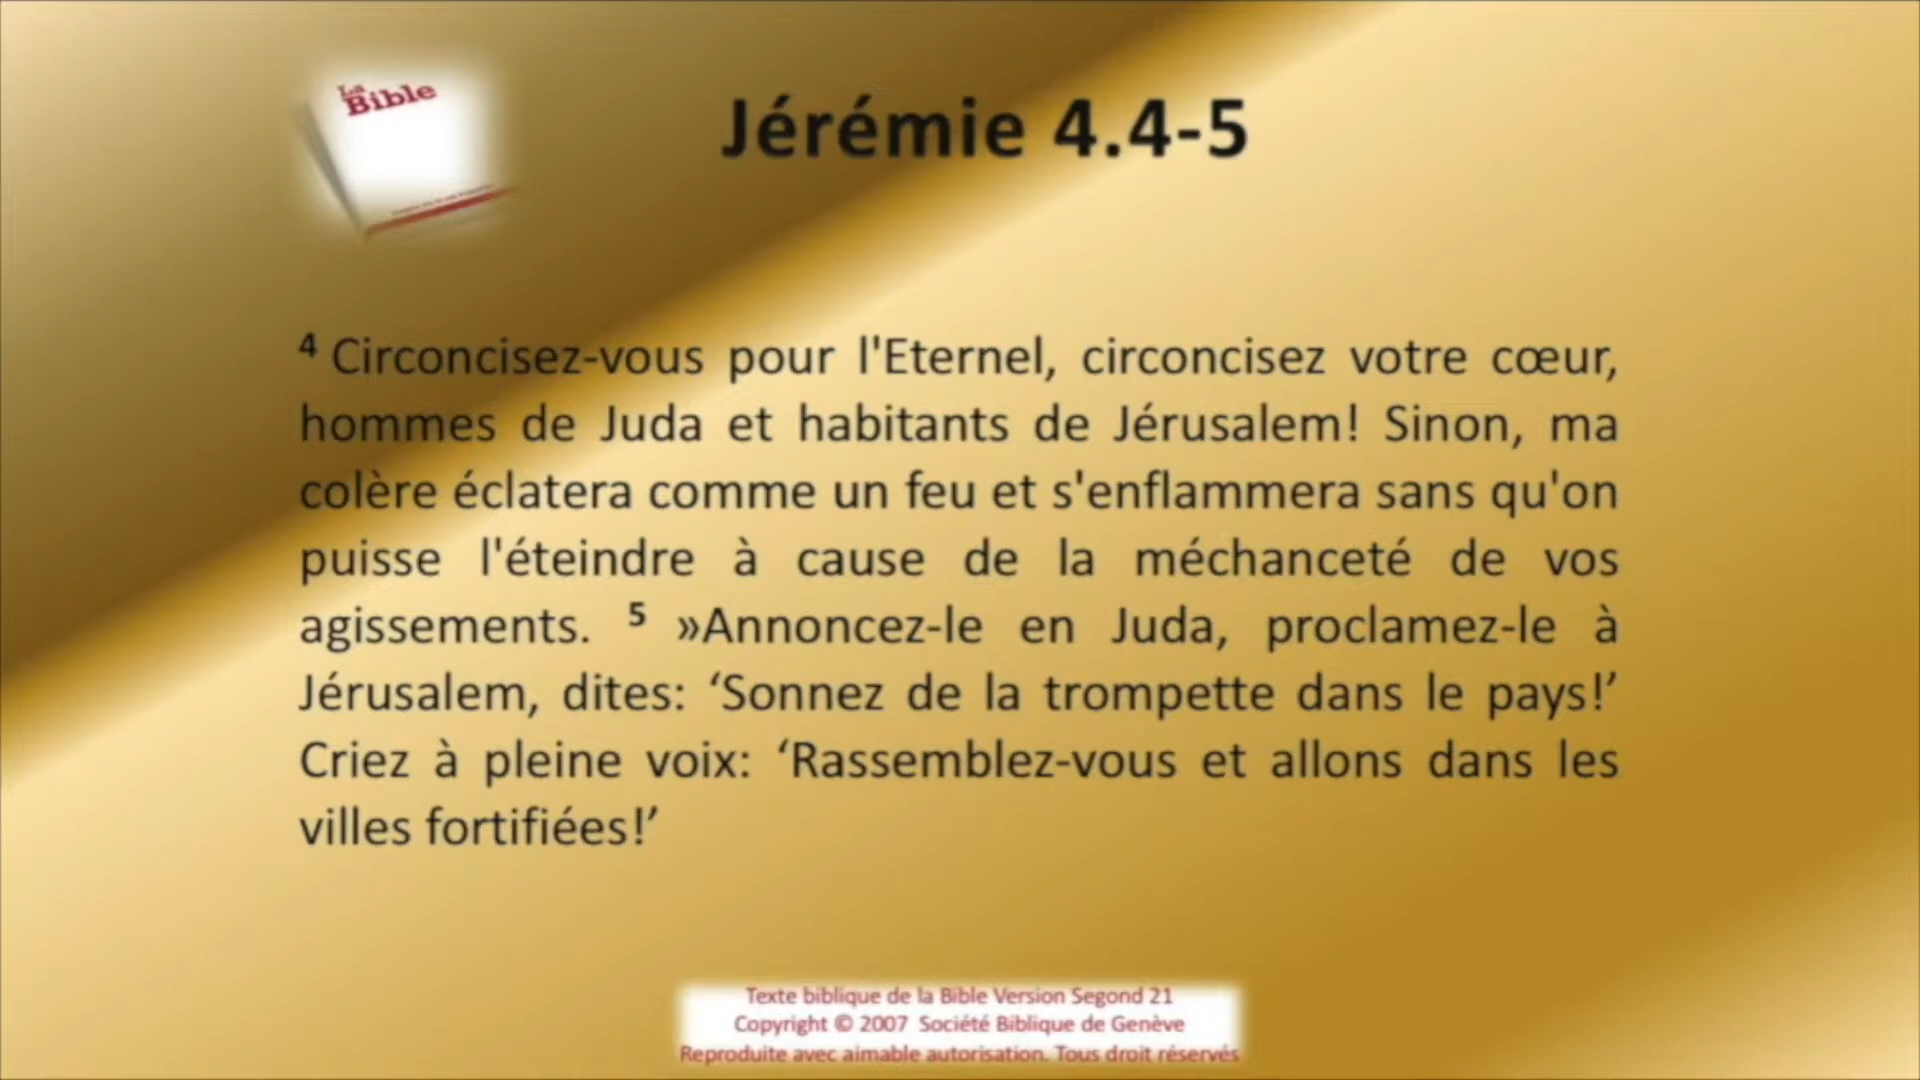 La
Bible
Jérémie 4.4-5
4 Circoncisez-vous pour l'Eternel, circoncisez votre cœur,
hommes de Juda et habitants de Jérusalem! Sinon, ma
colère éclatera comme un feu et s'enflammera sans qu'on
puisse l'éteindre à cause de la méchanceté de vos
agissements. 5 »Annoncez-le en Juda, proclamez-le à
Jérusalem, dites: ‘Sonnez de la trompette dans le pays!’
Criez à pleine voix: ‘Rassemblez-vous et allons dans les
villes fortifiées!’
Texte biblique de la Bible Version Segond 21
Copyright © 2007 Société Biblique de Genève
Reproduite avec aimable autorisation. Tous droit réservés